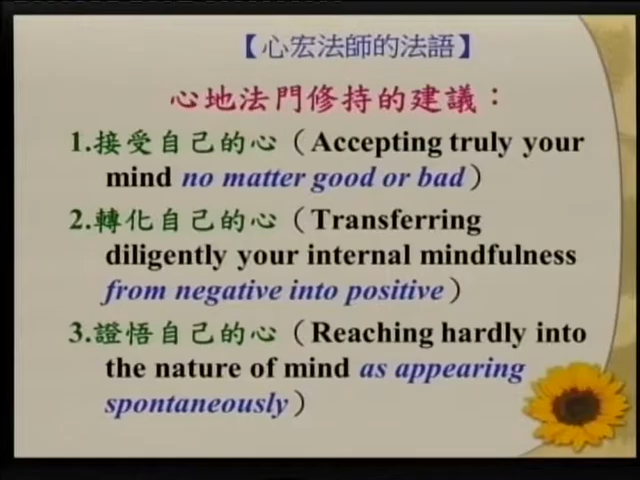 【心宏法師的法語】
心地法門修持的建議：
1.接受自己的心（Accepting truly your
mind no matter good or bad）
2.轉化自己的心（Transferring
diligently your internal mindfulness
from negative into positive）
3.證悟自己的心（Reaching hardly into
the nature of mind as appearing
spontaneously）